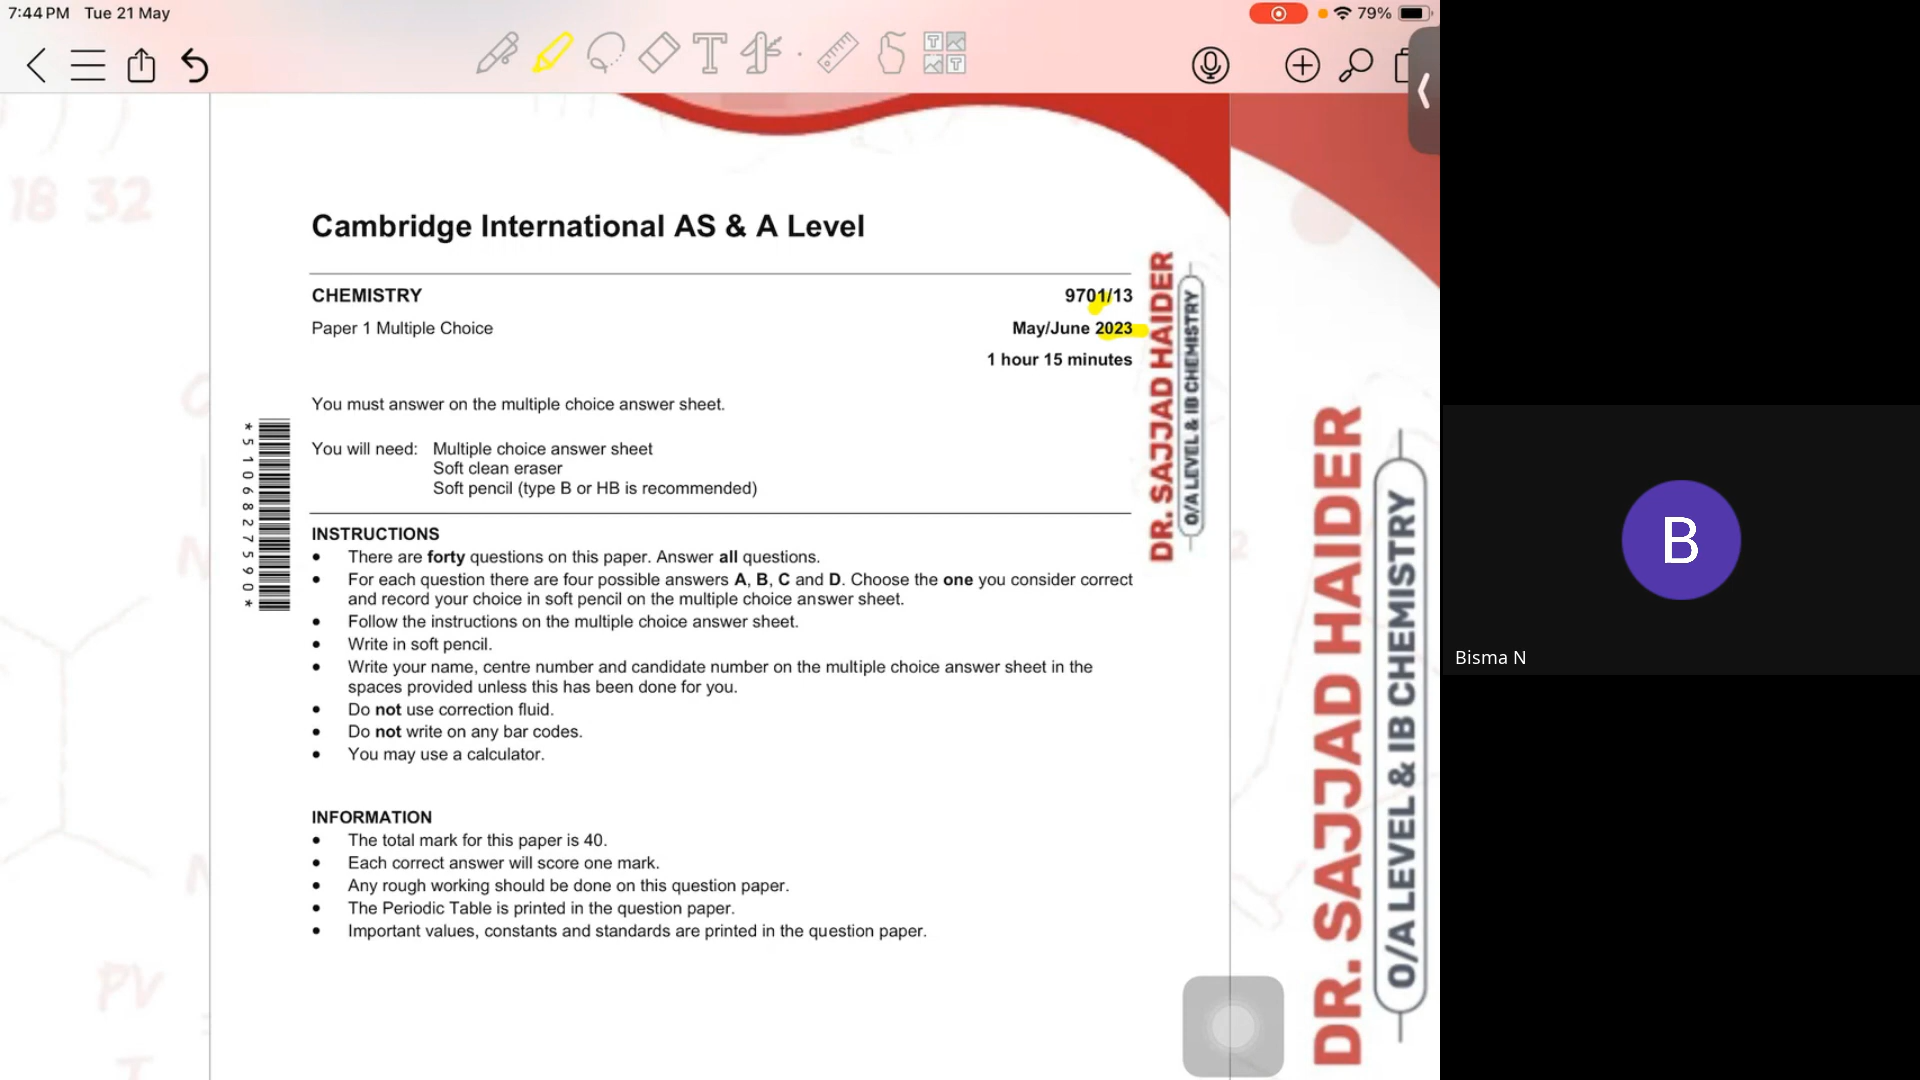 7:44 PM Tue 21 May
79%
Cambridge International AS & A Level
CHEMISTRY 9701/13
Paper 1 Multiple Choice May/June 2023
1 hour 15 minutes
You must answer on the multiple choice answer sheet.
You will need: Multiple choice answer sheet
Soft clean eraser
Soft pencil (type B or HB is recommended)
INSTRUCTIONS
• There are forty questions on this paper. Answer all questions.
• For each question there are four possible answers A, B, C and D. Choose the one you consider correct
and record your choice in soft pencil on the multiple choice answer sheet.
• Follow the instructions on the multiple choice answer sheet.
• Write in soft pencil.
• Write your name, centre number and candidate number on the multiple choice answer sheet in the
spaces provided unless this has been done for you.
• Do not use correction fluid.
• Do not write on any bar codes.
• You may use a calculator.
INFORMATION
• The total mark for this paper is 40.
• Each correct answer will score one mark.
• Any rough working should be done on this question paper.
• The Periodic Table is printed in the question paper.
• Important values, constants and standards are printed in the question paper.
*5106827590*
DR. SAJJAD HAIDER
O/A LEVEL & IB CHEMISTRY
DR. SAJJAD HAIDER
O/A LEVEL & IB CHEMISTRY
18 32
PV
B
Bisma N